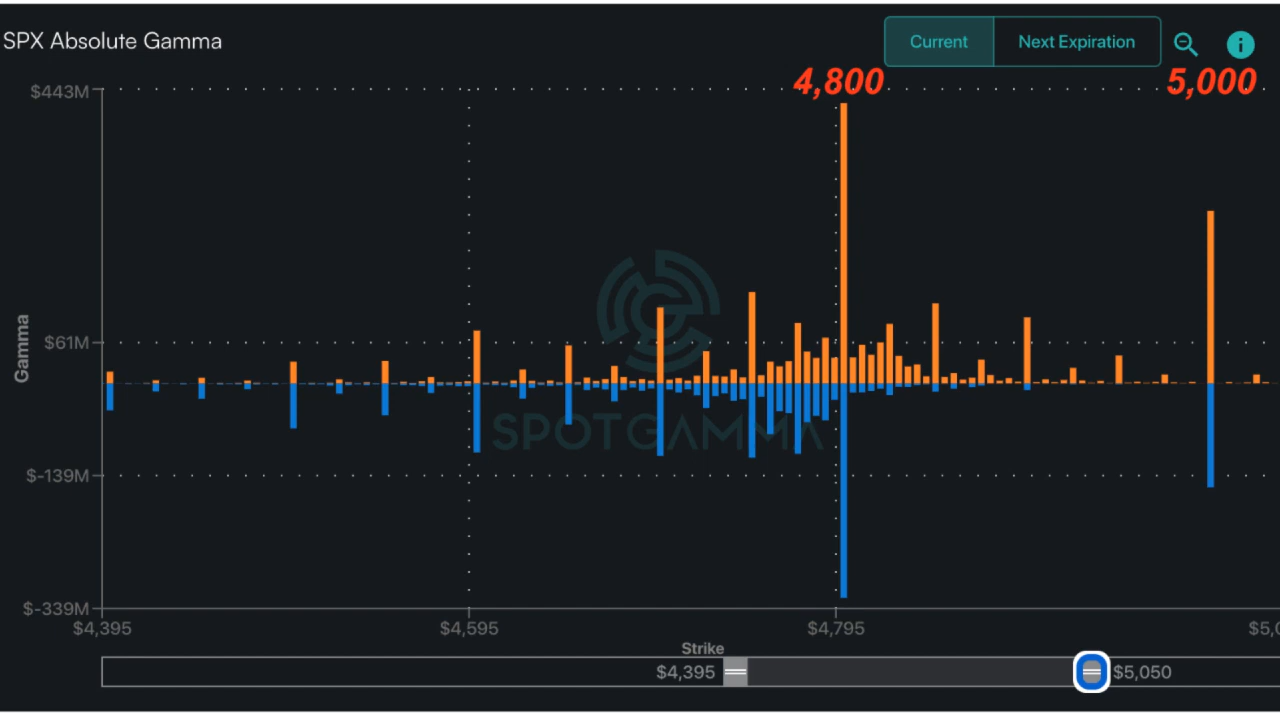 SPX Absolute Gamma
Current
Next Expiration
4,800
5,000
$443M
$61M
Gamma
SPOTGAMMA
$-139M
$-339M
$4,395
$4,595
$4,795
Strike
$4,395
$5,050